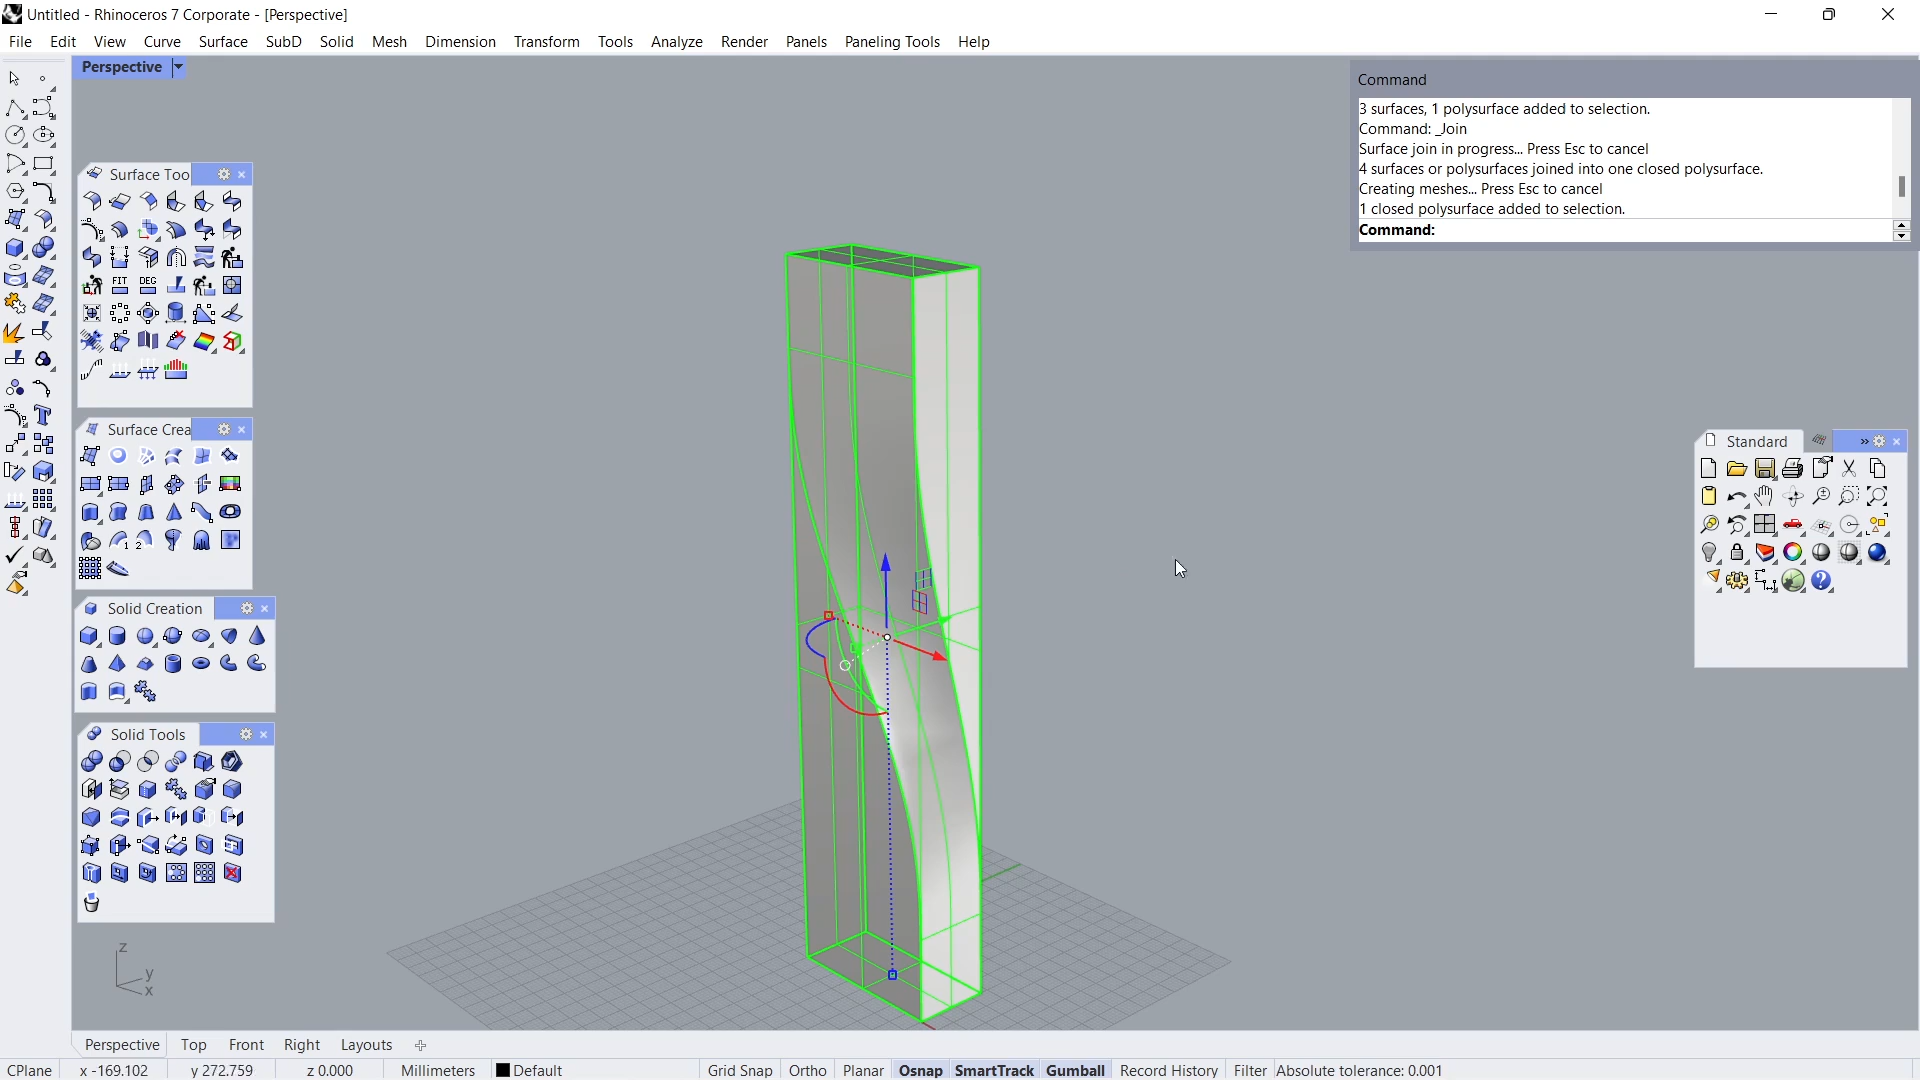 Untitled - Rhinoceros 7 Corporate - [Perspective]
File Edit View Curve Surface SubD Solid Mesh Dimension Transform Tools Analyze Render Panels Paneling Tools Help
Perspective
Command
3 surfaces, 1 polysurface added to selection.
Command: _Join
Surface join in progress... Press Esc to cancel
4 surfaces or polysurfaces joined into one closed polysurface.
Creating meshes... Press Esc to cancel
1 closed polysurface added to selection.
Command:
Surface Too
FIT DEG
Surface Crea
1 2
Solid Creation
Solid Tools
Standard
z
y
x
Perspective Top Front Right Layouts
CPlane x -169.102 y 272.759 z 0.000 Millimeters Default Grid Snap Ortho Planar Osnap SmartTrack Gumball Record History Filter Absolute tolerance: 0.001